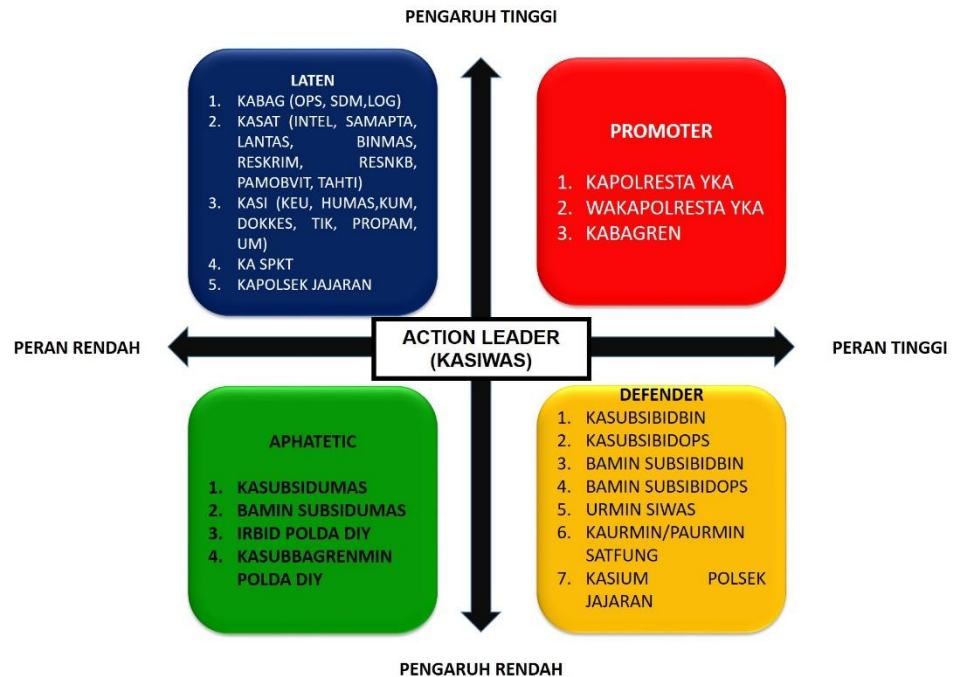 PENGARUH TINGGI
LATEN
1. KABAG (OPS, SDM,LOG)
2. KASAT (INTEL, SAMAPTA,
LANTAS, BINMAS,
RESKRIM, RESNKB,
PAMOBVIT, TAHTI)
3. KASI (KEU, HUMAS,KUM,
DOKKES, TIK, PROPAM,
UM)
4. KA SPKT
5. KAPOLSEK JAJARAN
PROMOTER
1. KAPOLRESTA YKA
2. WAKAPOLRESTA YKA
3. KABAGREN
PERAN RENDAH
ACTION LEADER
(KASIWAS)
PERAN TINGGI
APHATETIC
1. KASUBSIDUMAS
2. BAMIN SUBSIDUMAS
3. IRBID POLDA DIY
4. KASUBBAGRENMIN
POLDA DIY
DEFENDER
1. KASUBSIBIDBIN
2. KASUBSIBIDOPS
3. BAMIN SUBSIBIDBIN
4. BAMIN SUBSIBIDOPS
5. URMIN SIWAS
6. KAURMIN/PAURMIN
SATFUNG
7. KASIUM POLSEK
JAJARAN
PENGARUH RENDAH